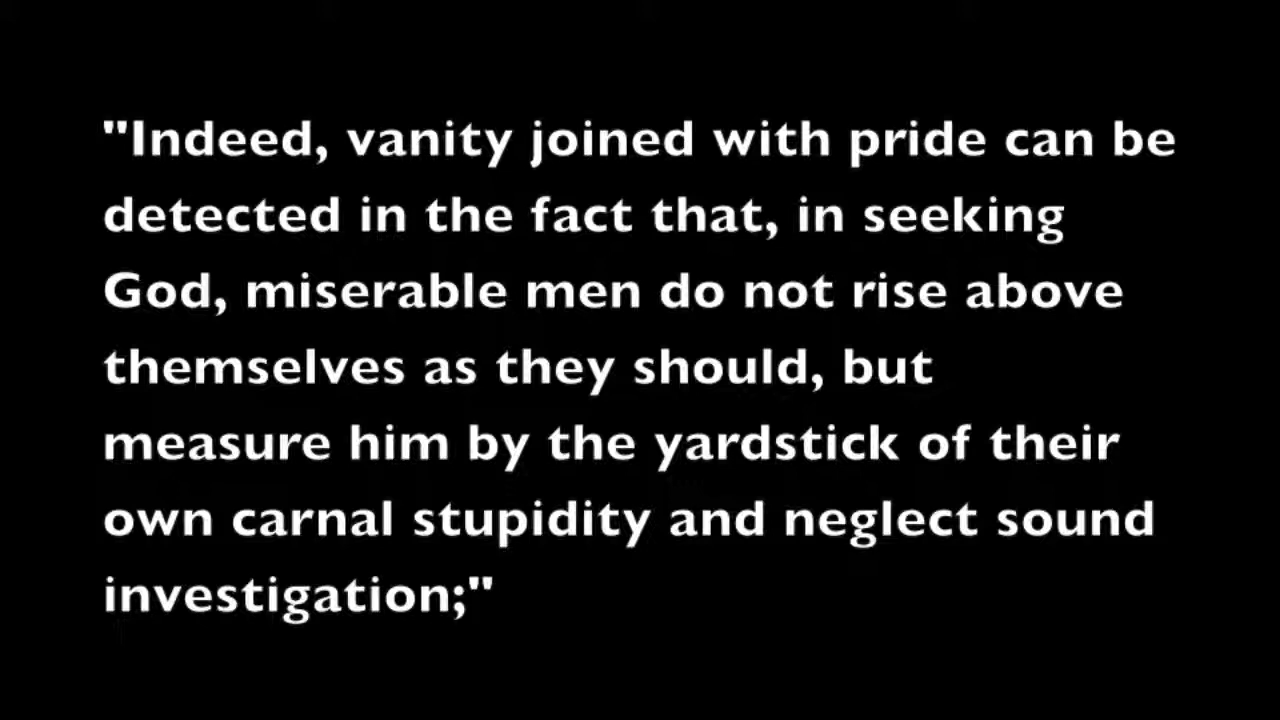 "Indeed, vanity joined with pride can be
detected in the fact that, in seeking
God, miserable men do not rise above
themselves as they should, but
measure him by the yardstick of their
own carnal stupidity and neglect sound
investigation;"